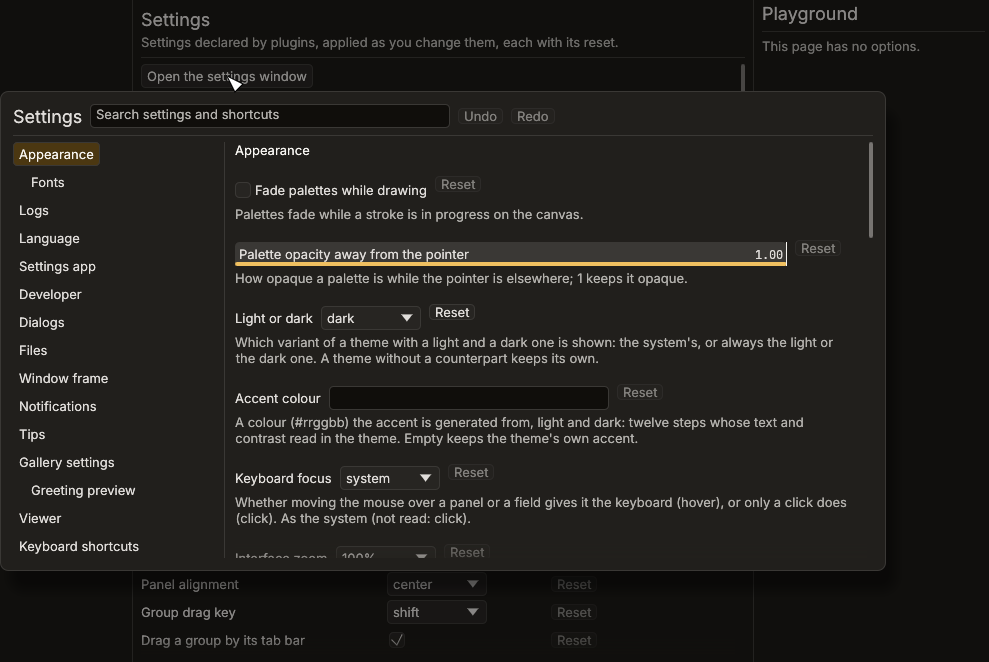 Settings
Settings declared by plugins, applied as you change them, each with its reset.
Open the settings window
Playground
This page has no options.
Settings
Search settings and shortcuts
Undo
Redo
Appearance
Fonts
Logs
Language
Settings app
Developer
Dialogs
Files
Window frame
Notifications
Tips
Gallery settings
Greeting preview
Viewer
Keyboard shortcuts
Appearance
Fade palettes while drawing
Reset
Palettes fade while a stroke is in progress on the canvas.
Palette opacity away from the pointer
1.00
Reset
How opaque a palette is while the pointer is elsewhere; 1 keeps it opaque.
Light or dark
dark
Reset
Which variant of a theme with a light and a dark one is shown: the system's, or always the light or
the dark one. A theme without a counterpart keeps its own.
Accent colour
Reset
A colour (#rrggbb) the accent is generated from, light and dark: twelve steps whose text and
contrast read in the theme. Empty keeps the theme's own accent.
Keyboard focus
system
Reset
Whether moving the mouse over a panel or a field gives it the keyboard (hover), or only a click does
(click). As the system (not read: click).
Interface zoom
100%
Reset
Panel alignment
center
Reset
Group drag key
shift
Reset
Drag a group by its tab bar
Reset